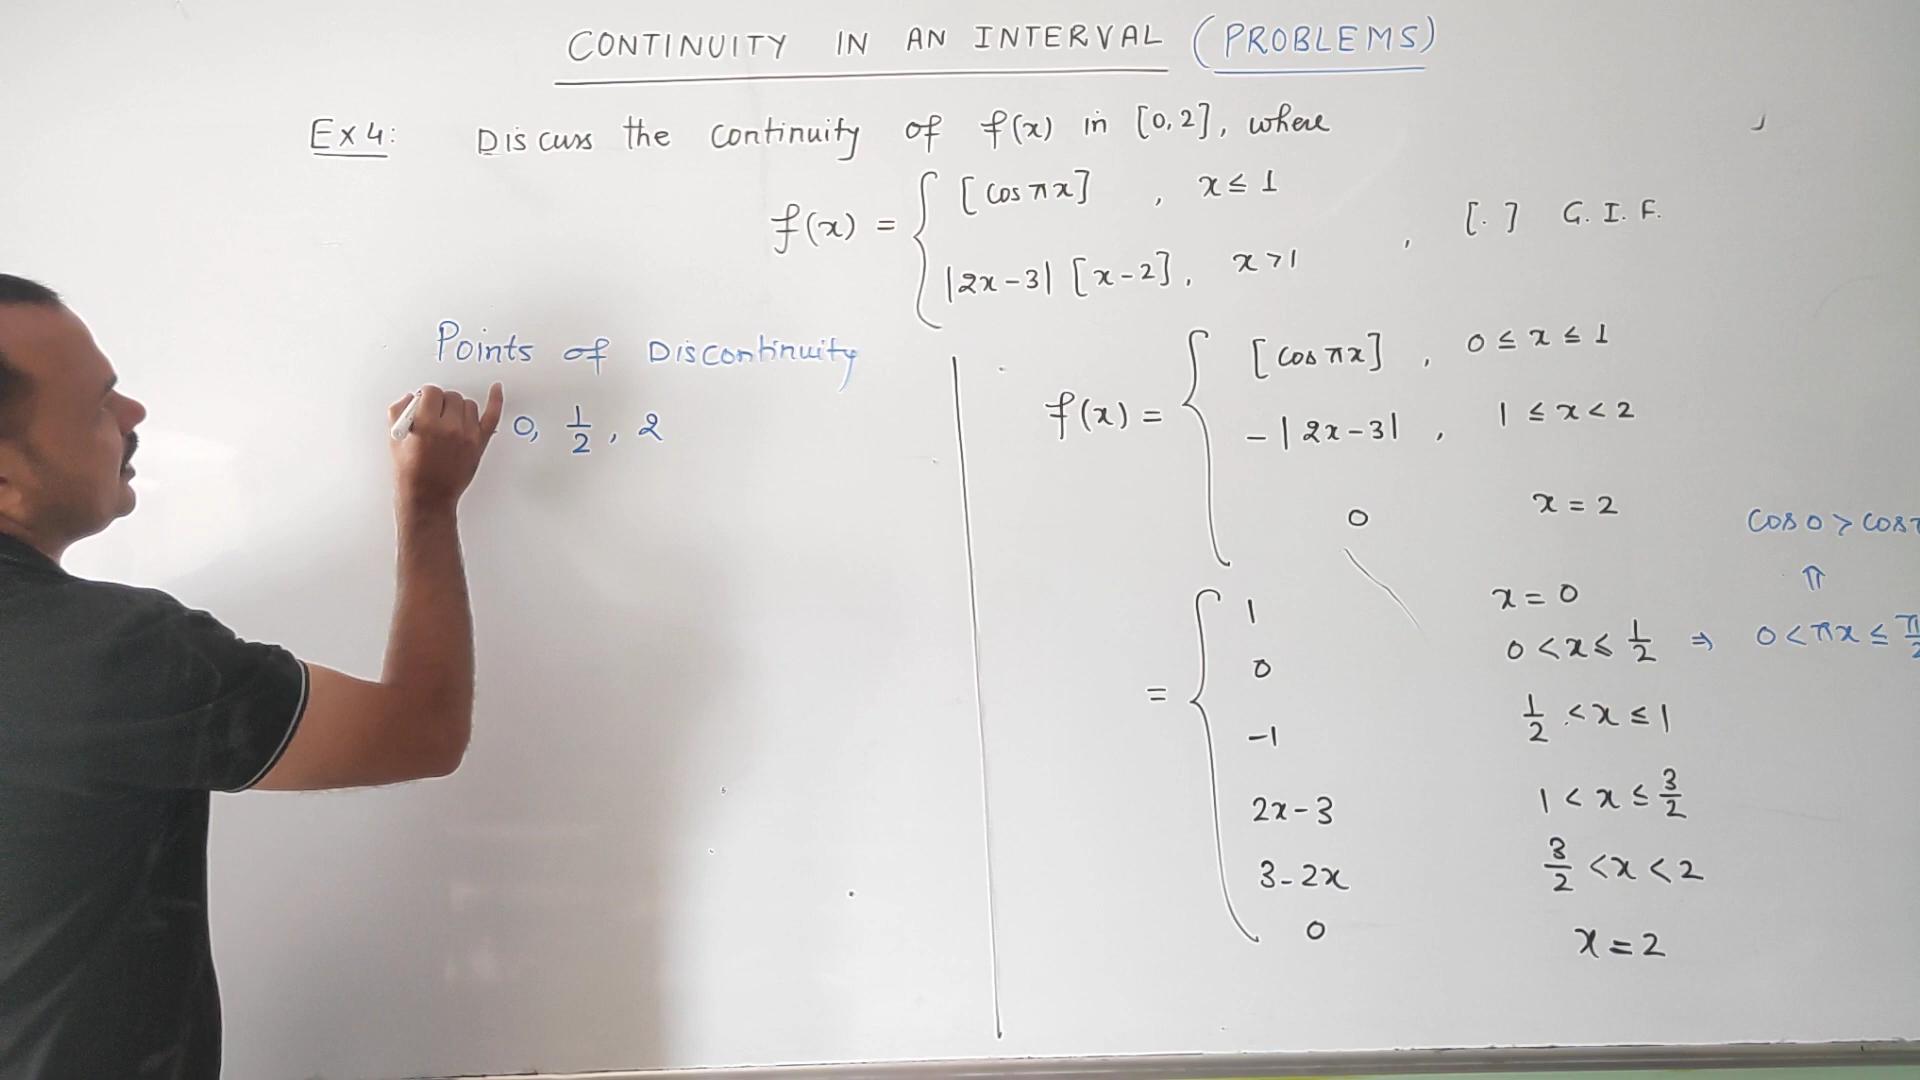 CONTINUITY IN AN INTERVAL (PROBLEMS)
Ex 4: Discuss the continuity of f(x) in [0,2], where
f(x) = { [cos πx] , x ≤ 1
|2x-3| [x-2], x > 1 , [.] G.I.F.
Points of Discontinuity
0, 1/2, 2
f(x) = { [cos πx] , 0 ≤ x ≤ 1
-|2x-3| , 1 ≤ x < 2
0 x = 2
cos 0 > cos
⇑
= { 1 x = 0
0 0 < x ≤ 1/2 ⇒ 0 < πx ≤ π/2
-1 1/2 < x ≤ 1
2x-3 1 < x ≤ 3/2
3-2x 3/2 < x < 2
0 x = 2